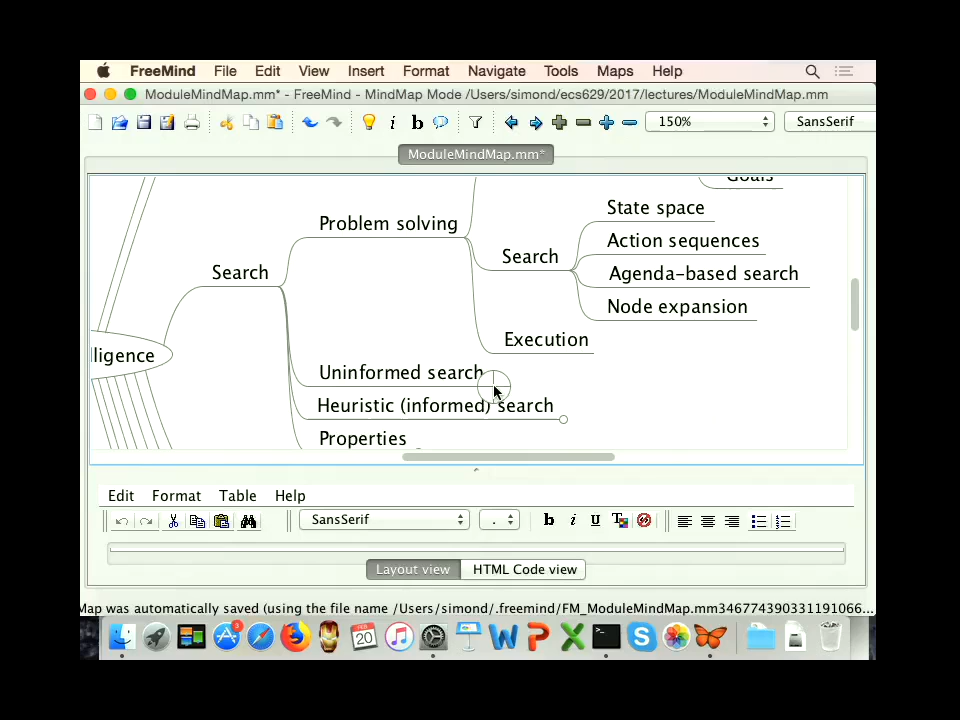 FreeMind File Edit View Insert Format Navigate Tools Maps Help
ModuleMindMap.mm* - FreeMind - MindMap Mode /Users/simond/ecs629/2017/lectures/ModuleMindMap.mm
i b 150% SansSerif
ModuleMindMap.mm*
Goals
State space
Problem solving
Action sequences
Search
Search
Agenda-based search
Node expansion
Execution
lligence
Uninformed search
Heuristic (informed) search
Properties
Edit Format Table Help
SansSerif . b i U T
Layout view HTML Code view
Map was automatically saved (using the file name /Users/simond/.freemind/FM_ModuleMindMap.mm346774390331191066...
3 FEB 20 W P X S